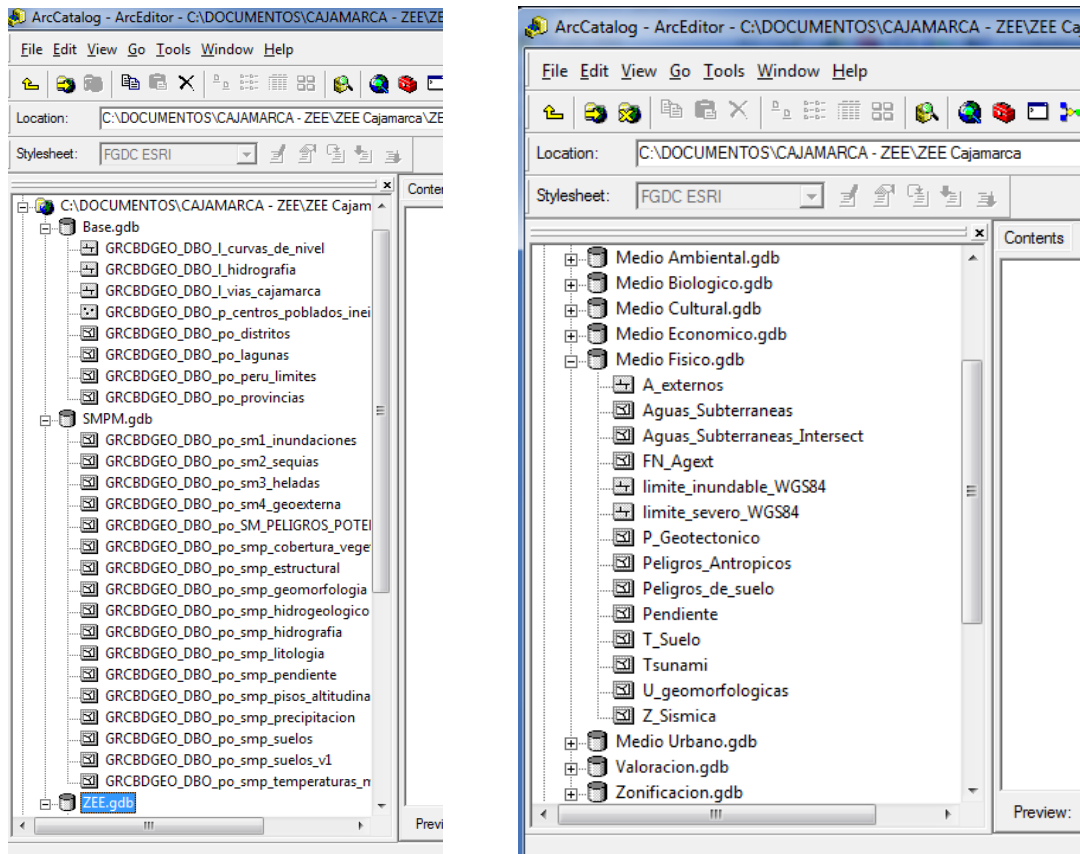 ArcCatalog - ArcEditor - C:\DOCUMENTOS\CAJAMARCA - ZEE\ZE
File Edit View Go Tools Window Help
Location: C:\DOCUMENTOS\CAJAMARCA - ZEE\ZEE Cajamarca\ZE
Stylesheet: FGDC ESRI
Conter
C:\DOCUMENTOS\CAJAMARCA - ZEE\ZEE Cajam
Base.gdb
GRCBDGEO_DBO_l_curvas_de_nivel
GRCBDGEO_DBO_l_hidrografia
GRCBDGEO_DBO_l_vias_cajamarca
GRCBDGEO_DBO_p_centros_poblados_inei
GRCBDGEO_DBO_po_distritos
GRCBDGEO_DBO_po_lagunas
GRCBDGEO_DBO_po_peru_limites
GRCBDGEO_DBO_po_provincias
SMPM.gdb
GRCBDGEO_DBO_po_sm1_inundaciones
GRCBDGEO_DBO_po_sm2_sequias
GRCBDGEO_DBO_po_sm3_heladas
GRCBDGEO_DBO_po_sm4_geoexterna
GRCBDGEO_DBO_po_SM_PELIGROS_POTEI
GRCBDGEO_DBO_po_smp_cobertura_vege
GRCBDGEO_DBO_po_smp_estructural
GRCBDGEO_DBO_po_smp_geomorfologia
GRCBDGEO_DBO_po_smp_hidrogeologico
GRCBDGEO_DBO_po_smp_hidrografia
GRCBDGEO_DBO_po_smp_litologia
GRCBDGEO_DBO_po_smp_pendiente
GRCBDGEO_DBO_po_smp_pisos_altitudina
GRCBDGEO_DBO_po_smp_precipitacion
GRCBDGEO_DBO_po_smp_suelos
GRCBDGEO_DBO_po_smp_suelos_v1
GRCBDGEO_DBO_po_smp_temperaturas_m
ZEE.gdb
Previ
ArcCatalog - ArcEditor - C:\DOCUMENTOS\CAJAMARCA - ZEE\ZEE Caj
File Edit View Go Tools Window Help
Location: C:\DOCUMENTOS\CAJAMARCA - ZEE\ZEE Cajamarca
Stylesheet: FGDC ESRI
Contents
Medio Ambiental.gdb
Medio Biologico.gdb
Medio Cultural.gdb
Medio Economico.gdb
Medio Fisico.gdb
A_externos
Aguas_Subterraneas
Aguas_Subterraneas_Intersect
FN_Agext
limite_inundable_WGS84
limite_severo_WGS84
P_Geotectonico
Peligros_Antropicos
Peligros_de_suelo
Pendiente
T_Suelo
Tsunami
U_geomorfologicas
Z_Sismica
Medio Urbano.gdb
Valoracion.gdb
Zonificacion.gdb
Preview: